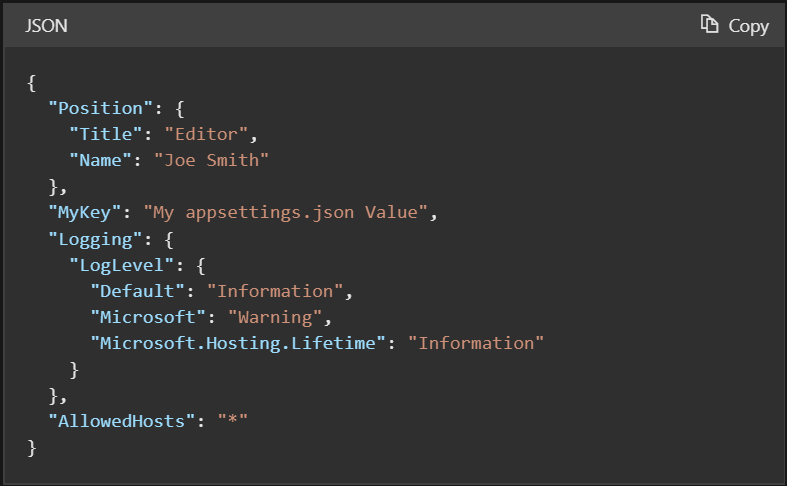 JSON
Copy
{
  "Position": {
    "Title": "Editor",
    "Name": "Joe Smith"
  },
  "MyKey": "My appsettings.json Value",
  "Logging": {
    "LogLevel": {
      "Default": "Information",
      "Microsoft": "Warning",
      "Microsoft.Hosting.Lifetime": "Information"
    }
  },
  "AllowedHosts": "*"
}